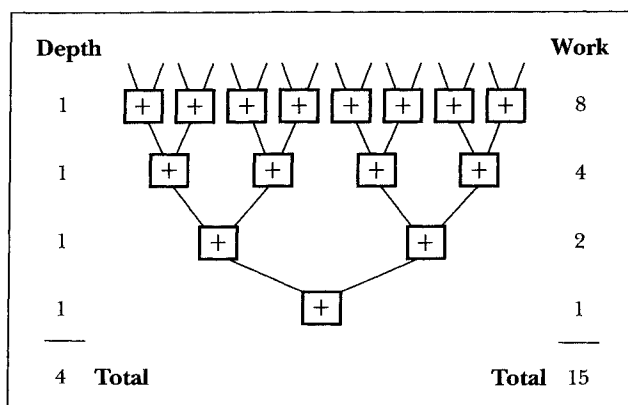 Depth Work
1 + + + + + + + + 8
1 + + + + 4
1 + + 2
1 + 1
4 Total Total 15